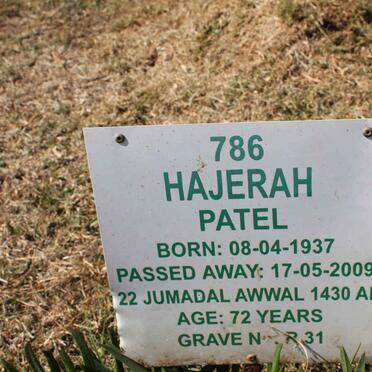 786
HAJERAH
PATEL
BORN: 08-04-1937
PASSED AWAY: 17-05-2009
22 JUMADAL AWWAL 1430
AGE: 72 YEARS
GRAVE 31